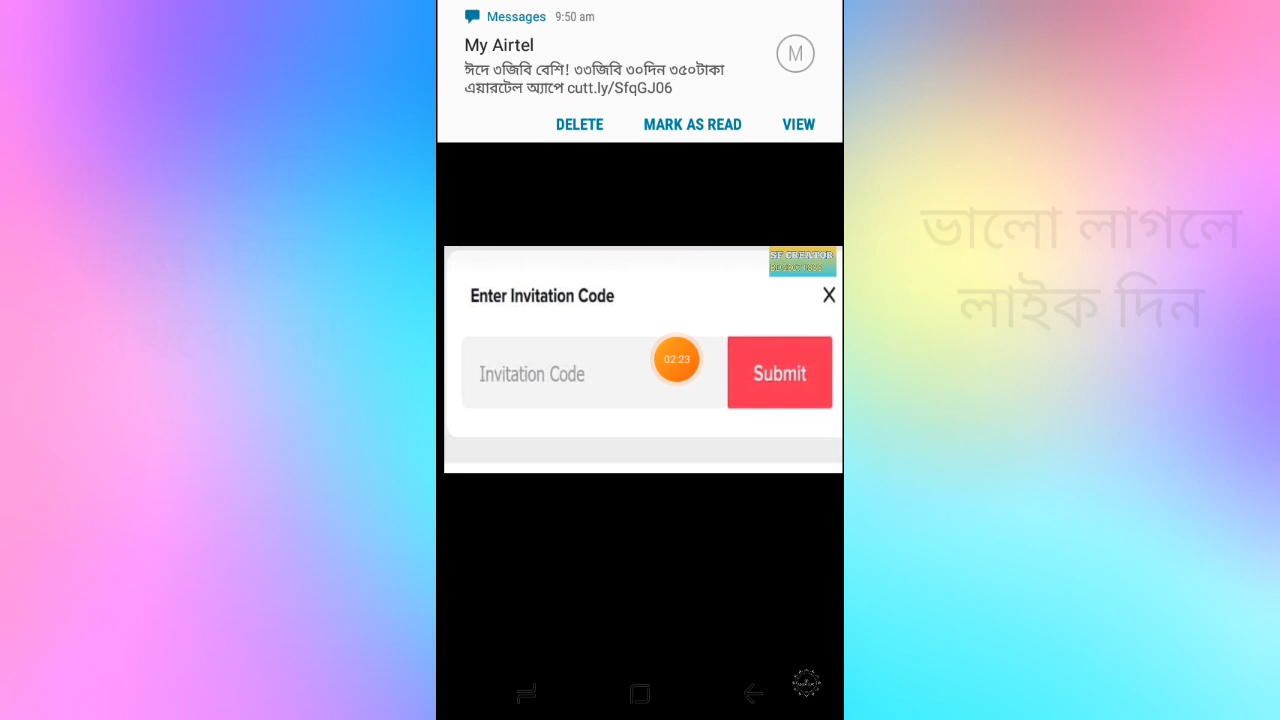 Messages 9:50 am
My Airtel
M
ঈদে ৩জিবি বেশি! ৩৩জিবি ৩০দিন ৩৫০টাকা
এয়ারটেল অ্যাপে cutt.ly/SfqGJ06
DELETE MARK AS READ VIEW
ভালো লাগলে
লাইক দিন
SF CREATOR
Enter Invitation Code X
Invitation Code
02:23
Submit